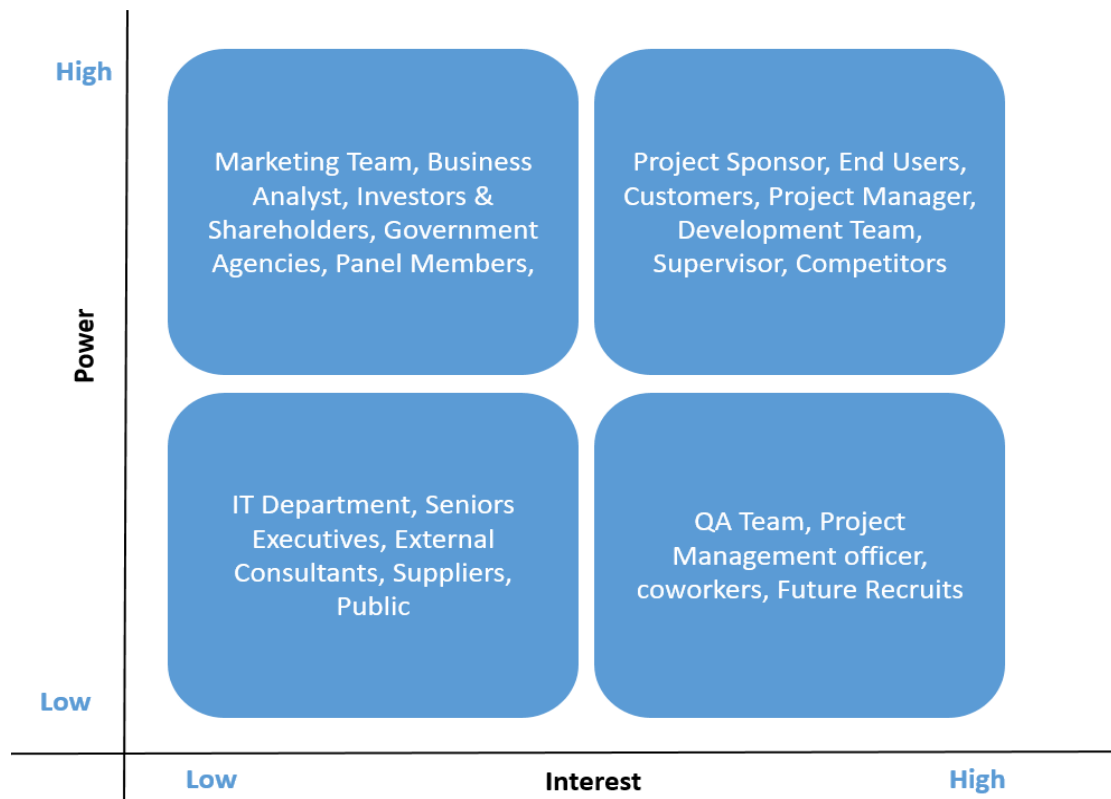 High
Marketing Team, Business
Analyst, Investors &
Shareholders, Government
Agencies, Panel Members,
Project Sponsor, End Users,
Customers, Project Manager,
Development Team,
Supervisor, Competitors
Power
IT Department, Seniors
Executives, External
Consultants, Suppliers,
Public
QA Team, Project
Management officer,
coworkers, Future Recruits
Low
Low
Interest
High